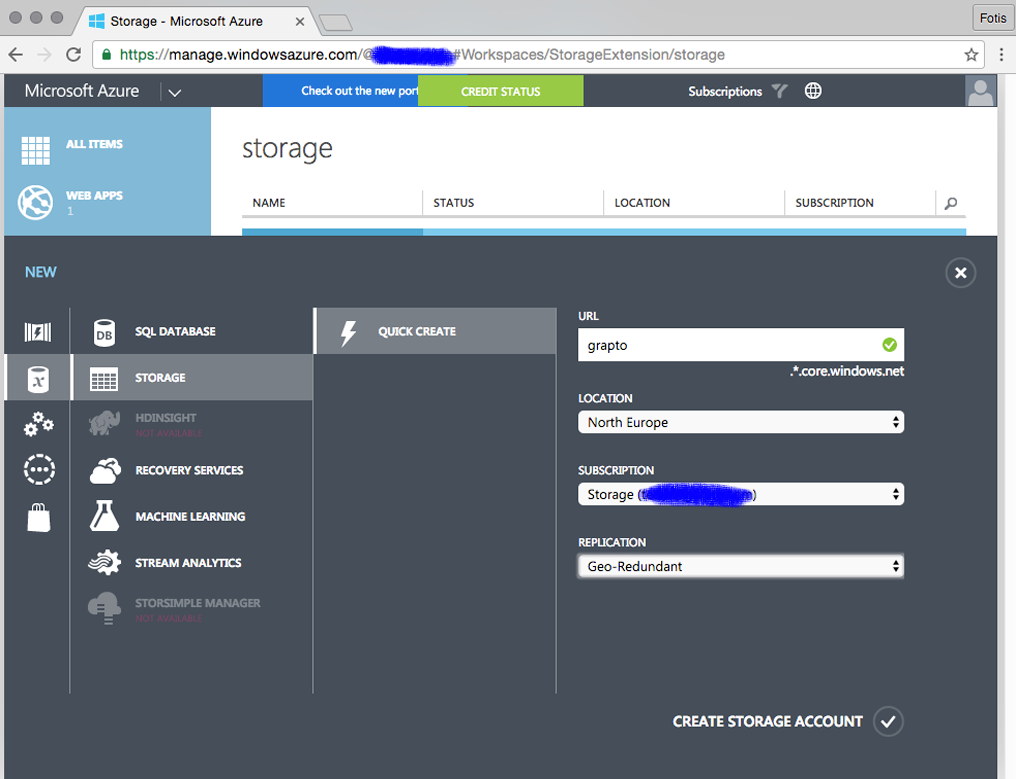 Storage - Microsoft Azure
Fotis
https://manage.windowsazure.com/@ #Workspaces/StorageExtension/storage
Microsoft Azure
Check out the new port
CREDIT STATUS
Subscriptions
ALL ITEMS
WEB APPS
1
storage
NAME
STATUS
LOCATION
SUBSCRIPTION
NEW
DB
SQL DATABASE
x
STORAGE
HDINSIGHT
NOT AVAILABLE
RECOVERY SERVICES
MACHINE LEARNING
STREAM ANALYTICS
STORSIMPLE MANAGER
NOT AVAILABLE
QUICK CREATE
URL
grapto
.*.core.windows.net
LOCATION
North Europe
SUBSCRIPTION
Storage ( )
REPLICATION
Geo-Redundant
CREATE STORAGE ACCOUNT